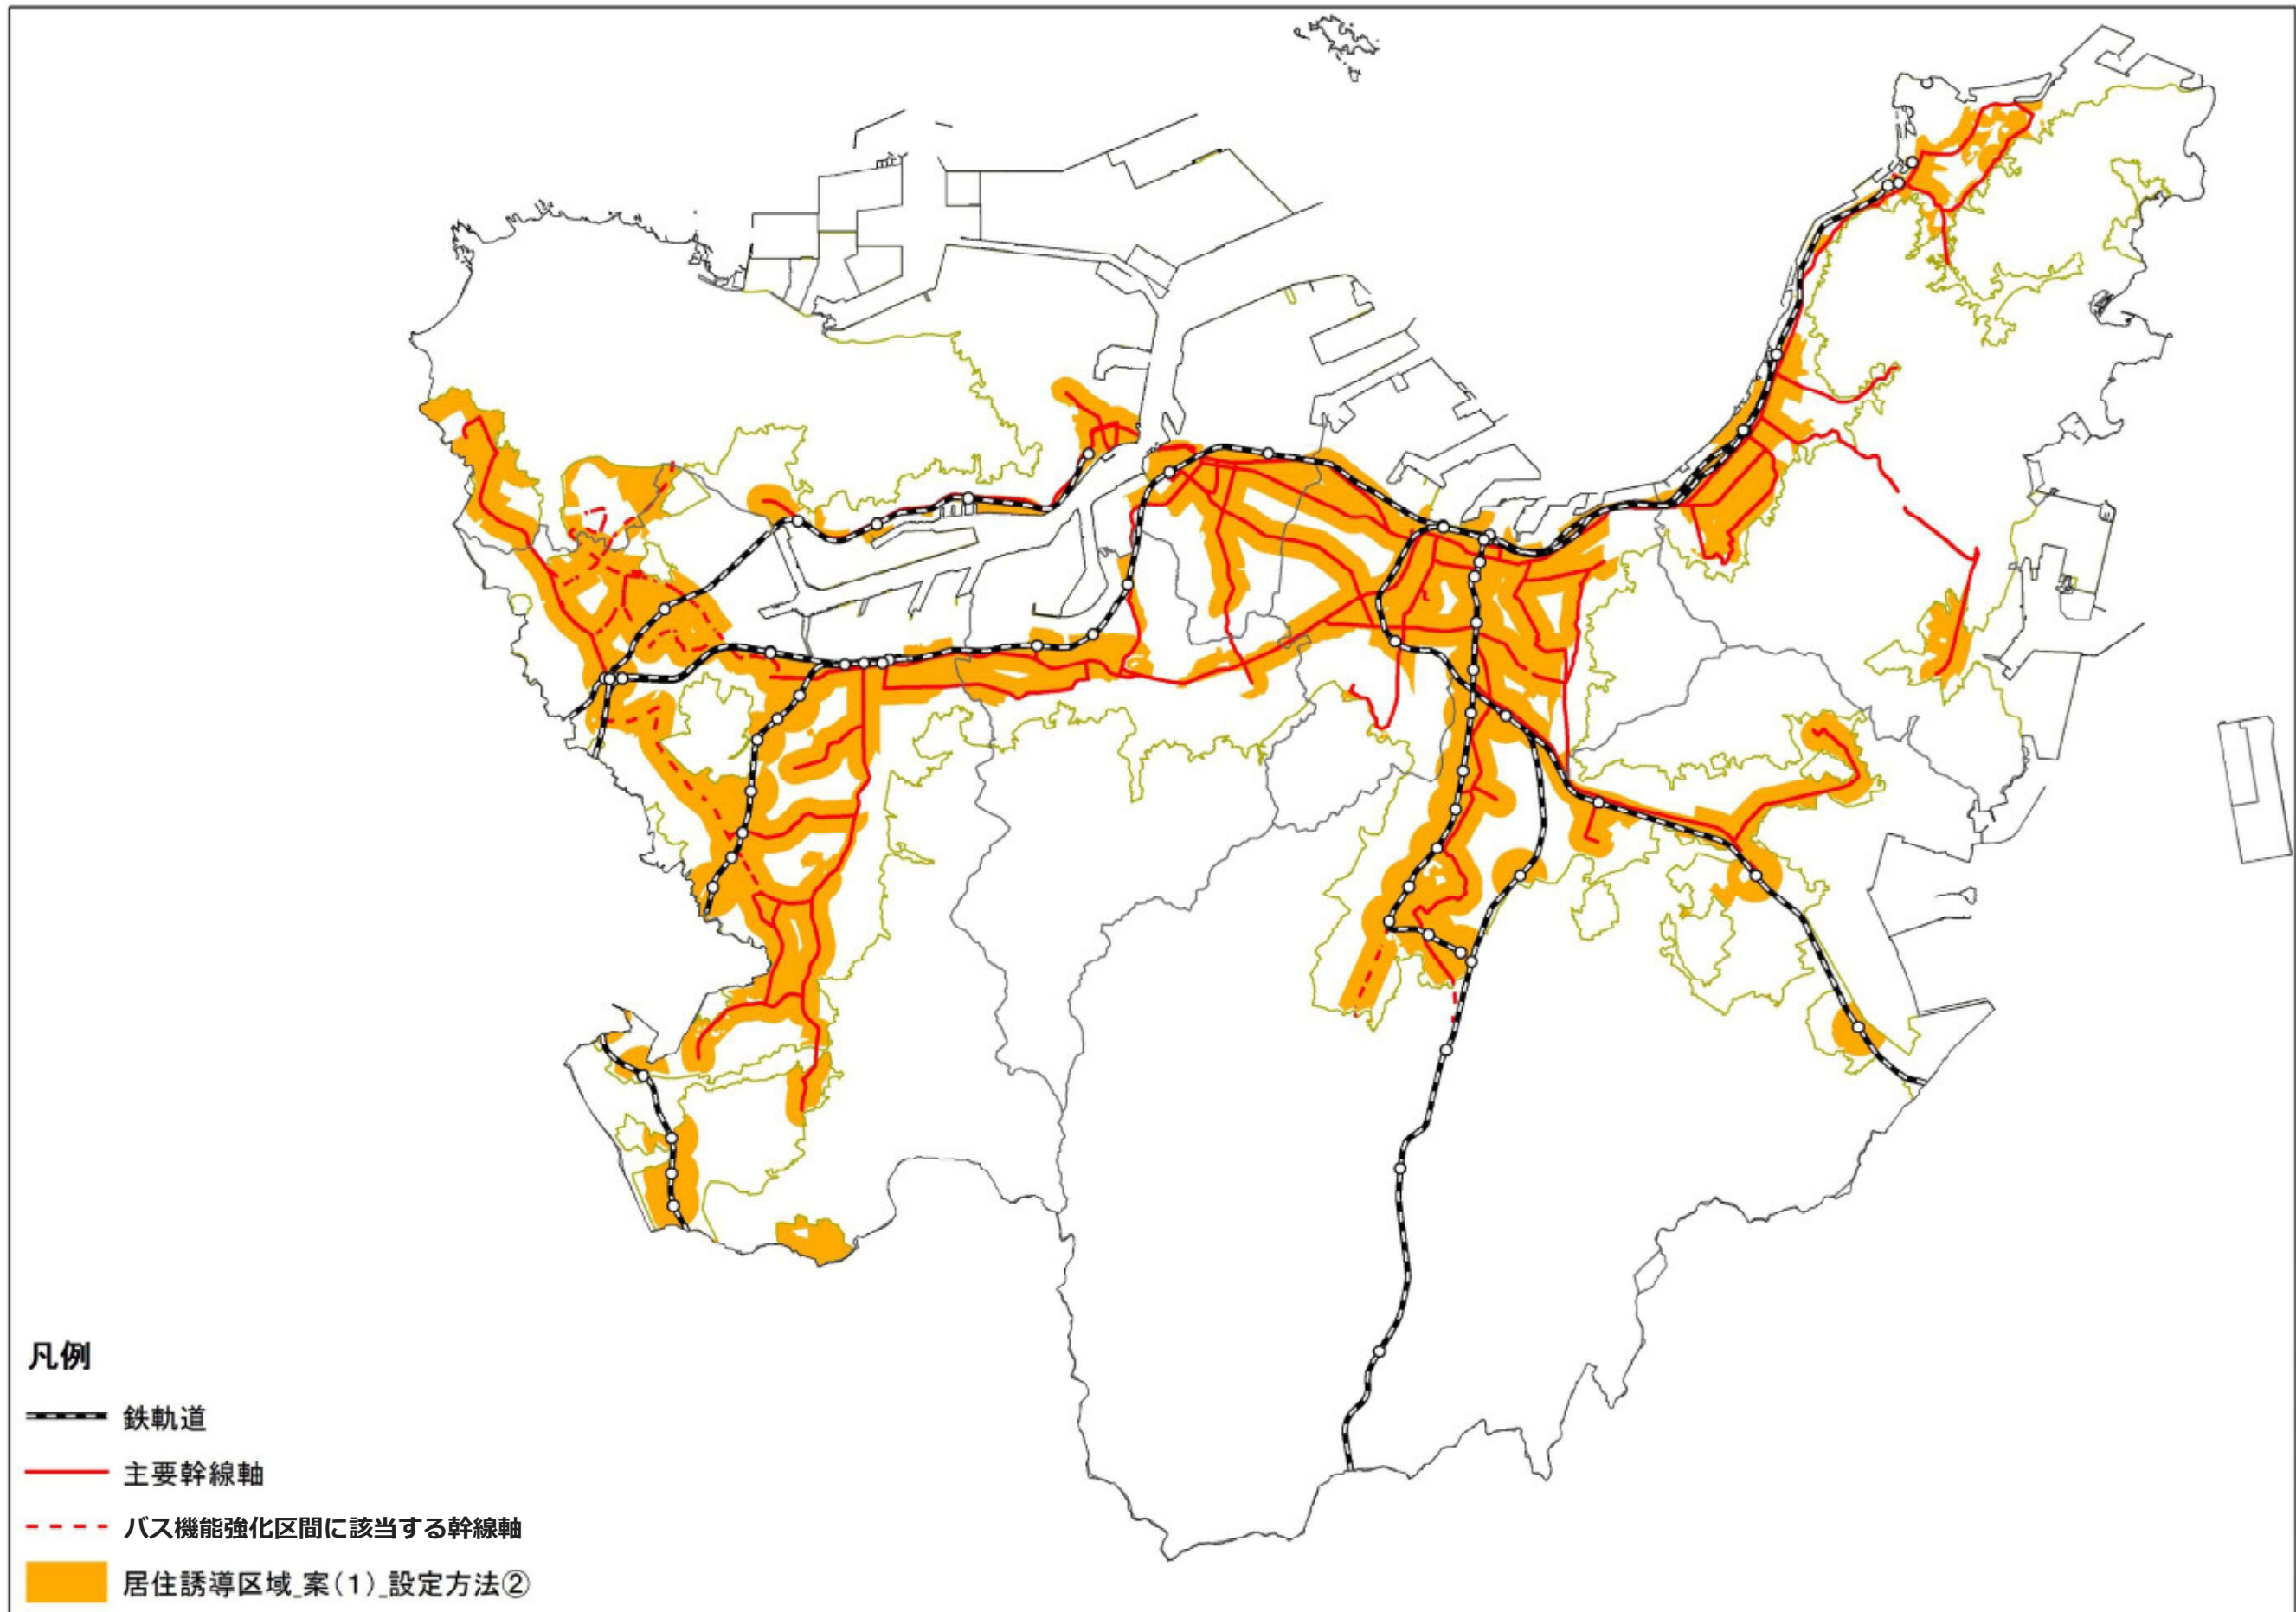 凡例
鉄軌道
主要幹線軸
バス機能強化区間に該当する幹線軸
居住誘導区域_案(1)_設定方法②